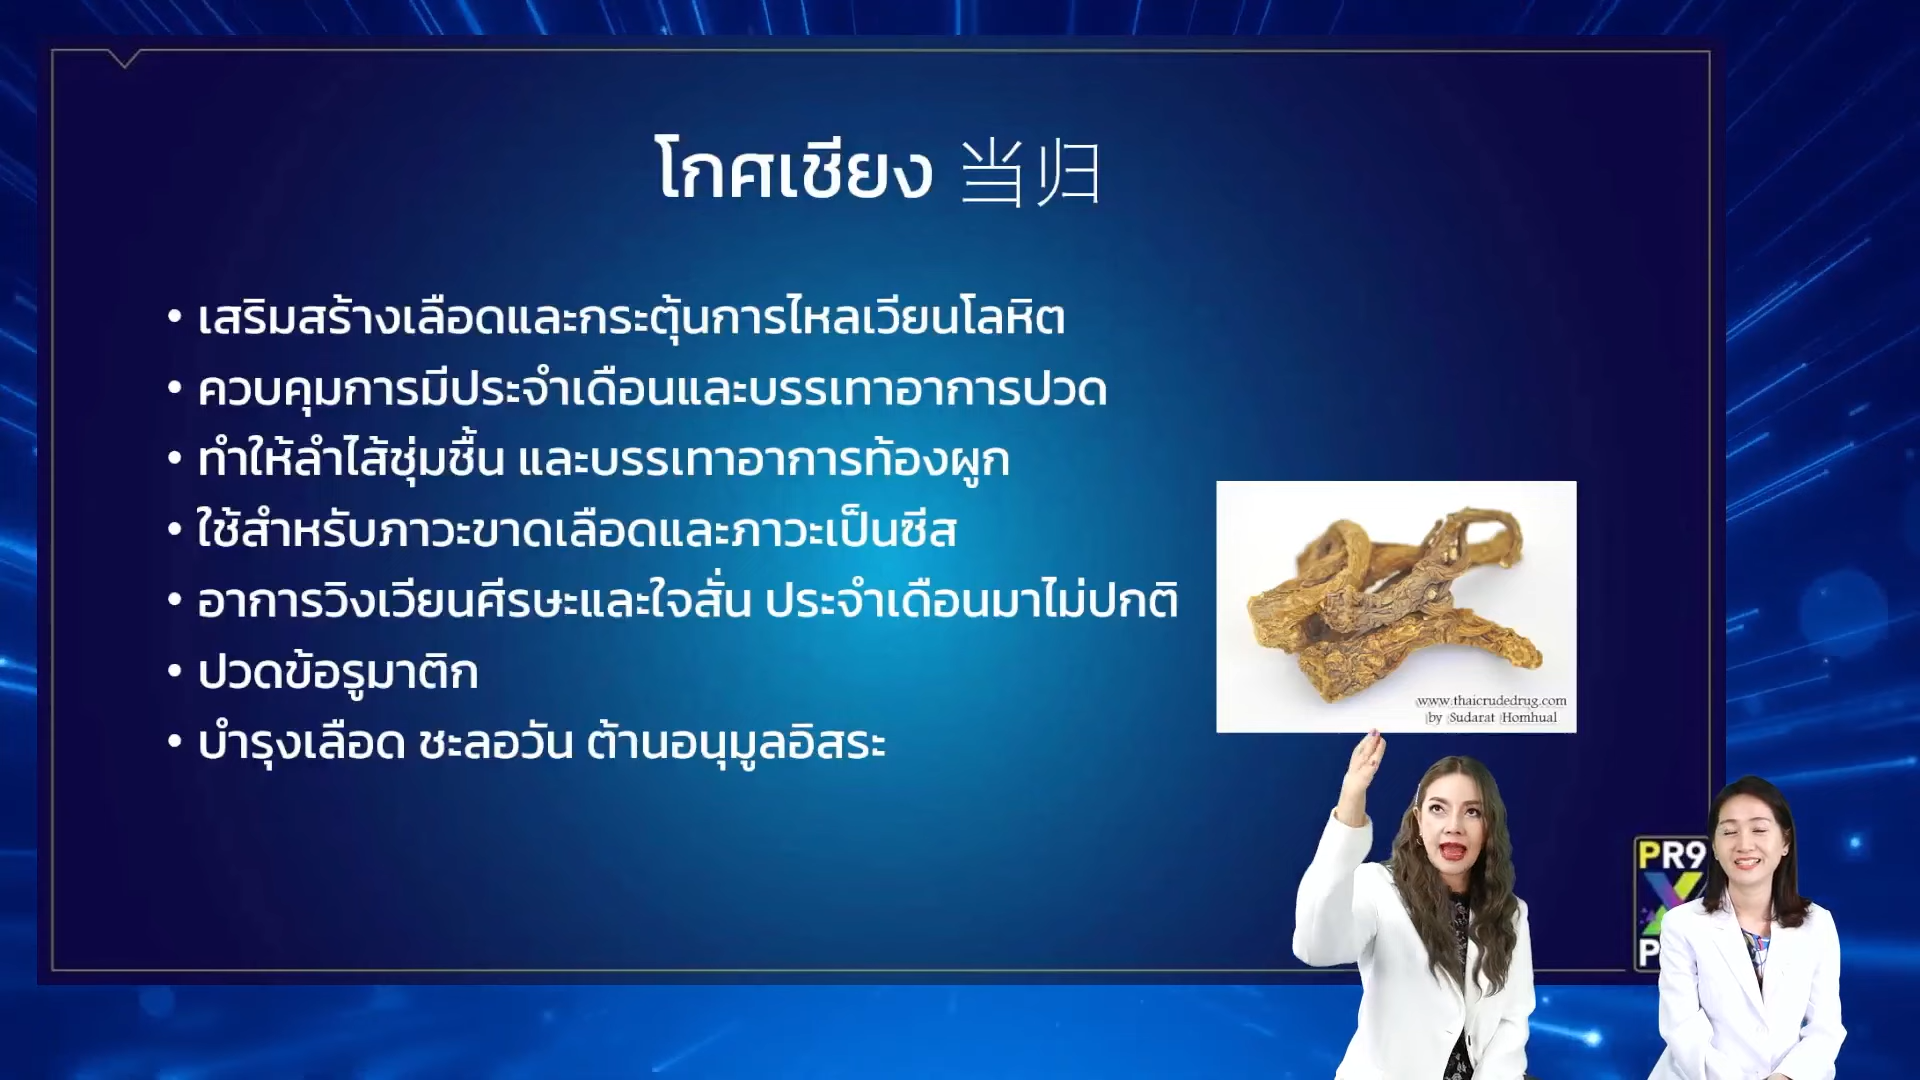 โกศเชียง 当归
• เสริมสร้างเลือดและกระตุ้นการไหลเวียนโลหิต
• ควบคุมการมีประจำเดือนและบรรเทาอาการปวด
• ทำให้ลำไส้ชุ่มชื้น และบรรเทาอาการท้องผูก
• ใช้สำหรับภาวะขาดเลือดและภาวะเป็นซีส
• อาการวิงเวียนศีรษะและใจสั่น ประจำเดือนมาไม่ปกติ
• ปวดข้อรูมาติก
• บำรุงเลือด ชะลอวัน ต้านอนุมูลอิสระ
www.thaicrudedrug.com
by Sudarat Homhual
PR9
X